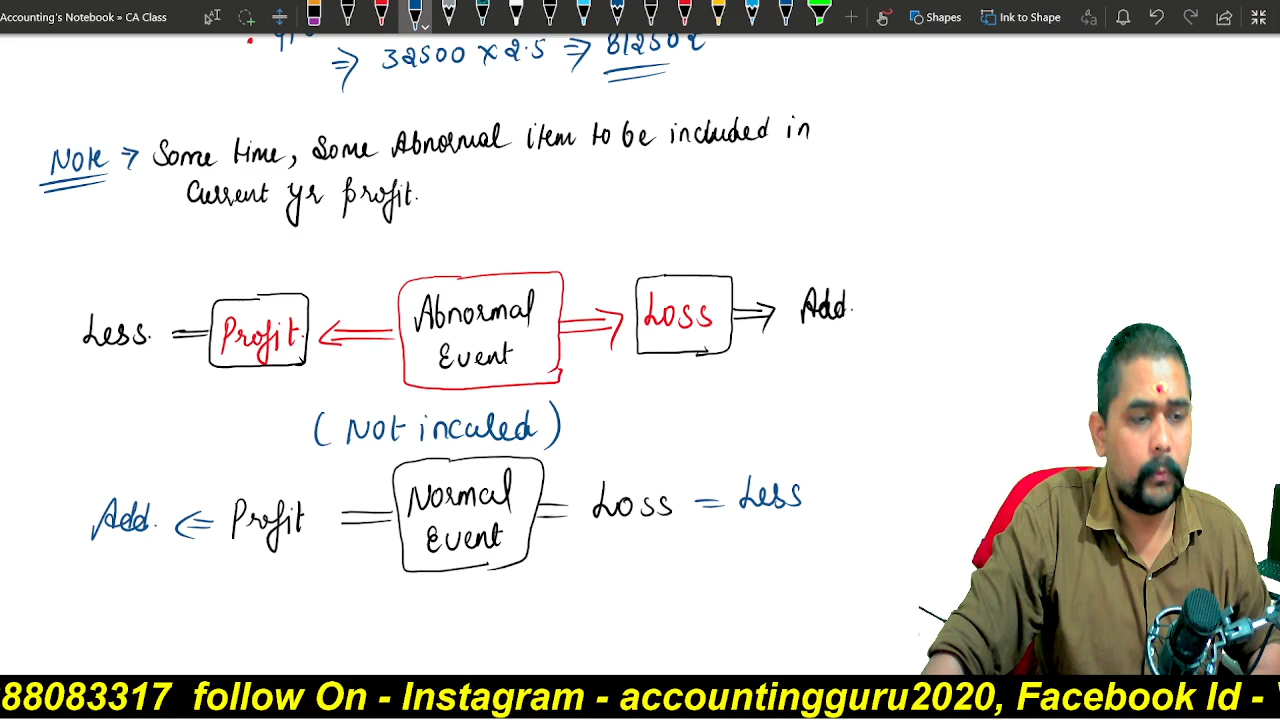 Accounting's Notebook » CA Class
Shapes
Ink to Shape
⇒ 32500 × 2.5 ⇒
Note → Some time, Some Abnormal item to be included in
Current yr profit.
Less. = Profit. ⇐ Abnormal Event ⇒ Loss ⇒ Add.
(Not inculed)
Add. ⇐ Profit = Normal Event = Loss = Less
88083317 follow On - Instagram - accountingguru2020, Facebook Id -